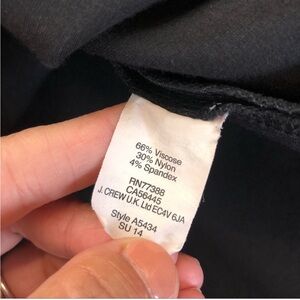 66% Viscose
30% Nylon
4% Spandex
RN77388
CA56445
J. CREW U.K. Ltd EC4V 6JA
Style A5434
SU 14